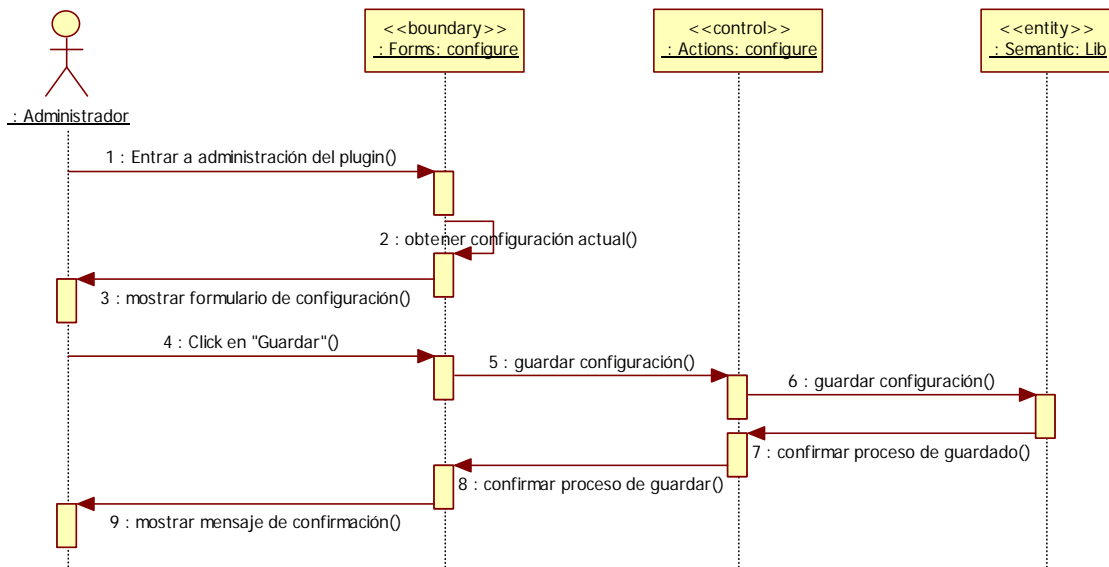 <<boundary>>
: Forms: configure
<<control>>
: Actions: configure
<<entity>>
: Semantic: Lib
: Administrador
1 : Entrar a administración del plugin()
2 : obtener configuración actual()
3 : mostrar formulario de configuración()
4 : Click en "Guardar"()
5 : guardar configuración()
6 : guardar configuración()
7 : confirmar proceso de guardado()
8 : confirmar proceso de guardar()
9 : mostrar mensaje de confirmación()